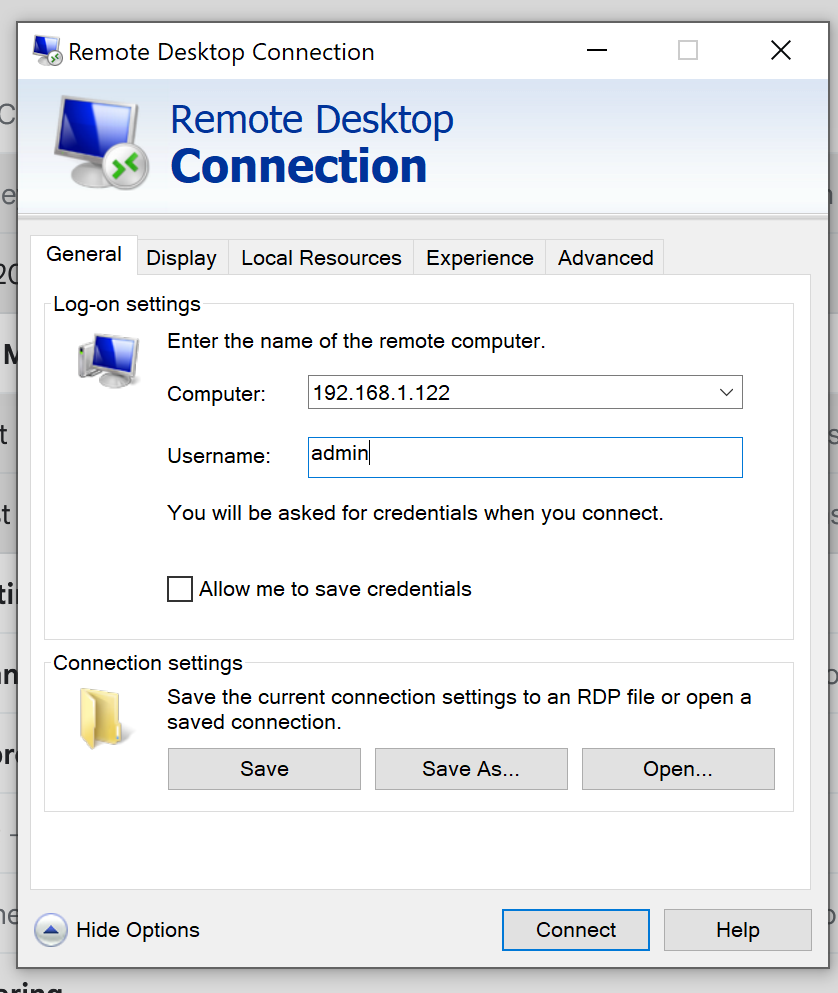 Remote Desktop Connection
Remote Desktop
Connection
General
Display
Local Resources
Experience
Advanced
Log-on settings
Enter the name of the remote computer.
Computer:
192.168.1.122
Username:
admin
You will be asked for credentials when you connect.
Allow me to save credentials
Connection settings
Save the current connection settings to an RDP file or open a
saved connection.
Save
Save As...
Open...
Hide Options
Connect
Help